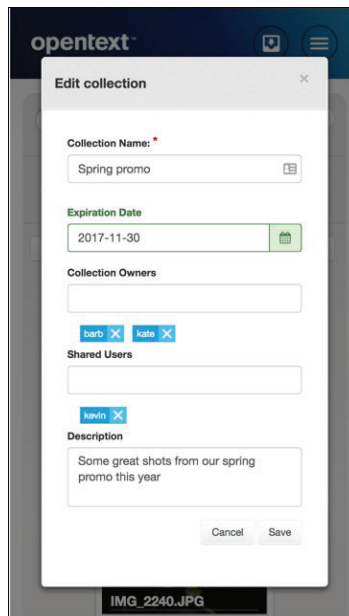 opentext™
Edit collection ×
Collection Name: *
Spring promo
Expiration Date
2017-11-30
Collection Owners
barb × kate ×
Shared Users
kevin ×
Description
Some great shots from our spring
promo this year
Cancel Save
IMG_2240.JPG